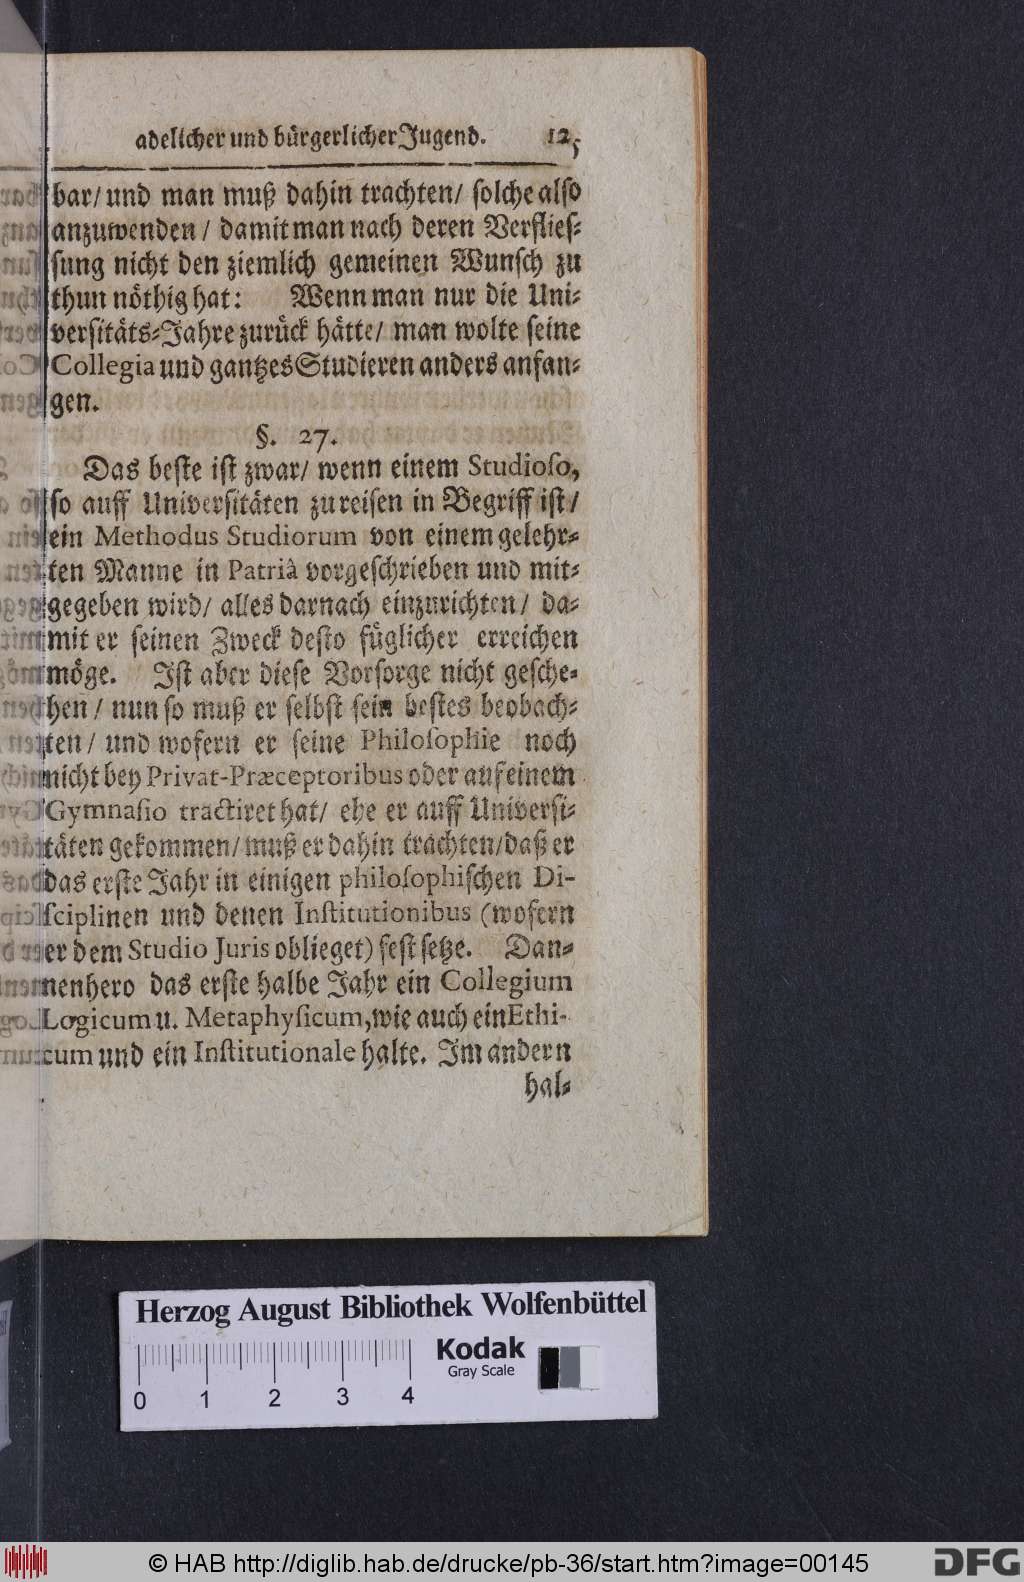 adelicher und bürgerlicher Jugend. 125
bar/ und man muß dahin trachten/ solche also
anzuwenden/ damit man nach deren Verflies-
sung nicht den ziemlich gemeinen Wunsch zu
thun nöthig hat: Wenn man nur die Uni-
versitäts-Jahre zurück hätte/ man wolte seine
Collegia und gantzes Studieren anders anfan-
gen.
§. 27.
Das beste ist zwar/ wenn einem Studioso,
so auff Universitäten zu reisen in Begriff ist/
ein Methodus Studiorum von einem gelehr-
ten Manne in Patriâ vorgeschrieben und mit-
gegeben wird/ alles darnach einzurichten/ da-
mit er seinen Zweck desto füglicher erreichen
möge. Ist aber diese Vorsorge nicht gesche-
hen/ nun so muß er selbst sein bestes beobach-
ten/ und wofern er seine Philosophie noch
nicht bey Privat-Præceptoribus oder auf einem
Gymnasio tractiret hat/ ehe er auff Universi-
täten gekommen/ muß er dahin trachten/ daß er
das erste Jahr in einigen philosophischen Di-
sciplinen und denen Institutionibus (wofern
er dem Studio Juris oblieget) fest setze. Dan-
nenhero das erste halbe Jahr ein Collegium
Logicum u. Metaphysicum, wie auch ein Ethi-
cum und ein Institutionale halte. Im andern
hal-
Herzog August Bibliothek Wolfenbüttel
Kodak
Gray Scale
0 1 2 3 4
© HAB http://diglib.hab.de/drucke/pb-36/start.htm?image=00145
DFG